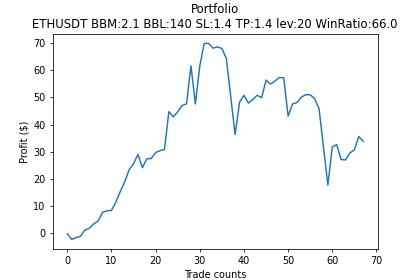 Portfolio
ETHUSDT BBM:2.1 BBL:140 SL:1.4 TP:1.4 lev:20 WinRatio:66.0
70
60
50
40
30
20
10
0
Profit ($)
0 10 20 30 40 50 60 70
Trade counts